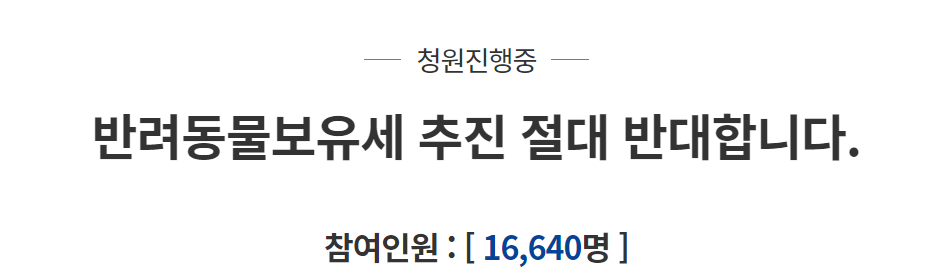 청원진행중
반려동물보유세 추진 절대 반대합니다.
참여인원 : [ 16,640명 ]